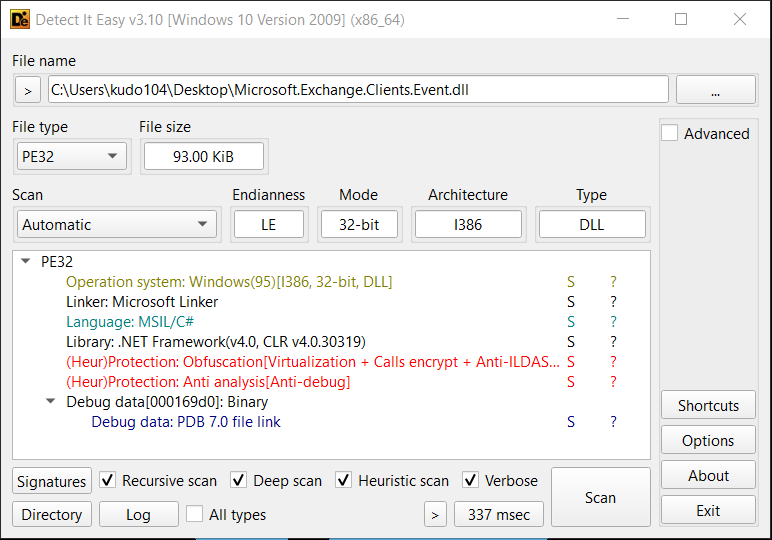 Detect It Easy v3.10 [Windows 10 Version 2009] (x86_64)
File name
> C:\Users\kudo104\Desktop\Microsoft.Exchange.Clients.Event.dll ...
File type File size
PE32 93.00 KiB
Advanced
Scan Endianness Mode Architecture Type
Automatic LE 32-bit I386 DLL
PE32
Operation system: Windows(95)[I386, 32-bit, DLL] S ?
Linker: Microsoft Linker S ?
Language: MSIL/C# S ?
Library: .NET Framework(v4.0, CLR v4.0.30319) S ?
(Heur)Protection: Obfuscation[Virtualization + Calls encrypt + Anti-ILDAS... S ?
(Heur)Protection: Anti analysis[Anti-debug] S ?
Debug data[000169d0]: Binary
Debug data: PDB 7.0 file link S ?
Shortcuts
Options
About
Exit
Signatures Recursive scan Deep scan Heuristic scan Verbose
Scan
Directory Log All types > 337 msec